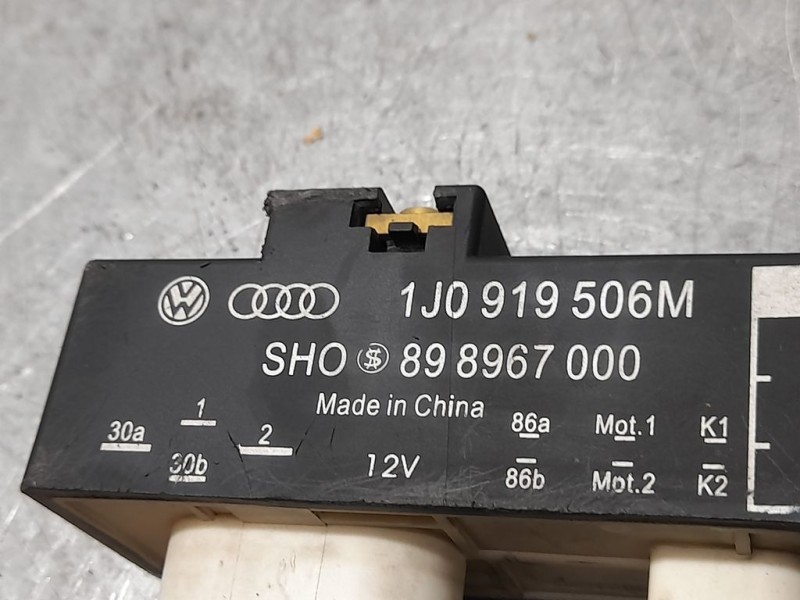 1J0 919 506M
SHO 89 8967 000
Made in China
1 86a Mot.1 K1
30a 2
30b 12V 86b Mot.2 K2